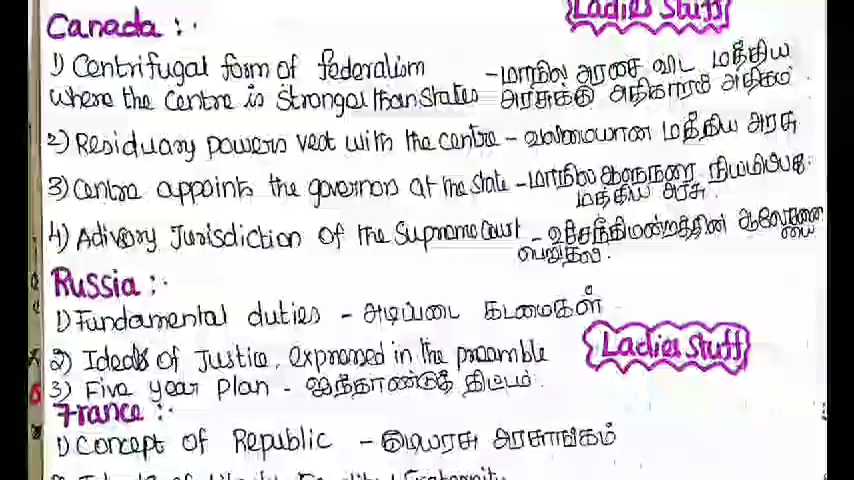 Ladies Stuff
Canada :-
1) Centrifugal form of federalism - மாநில அரசை விட மத்திய
where the Centre is Stronger than States - அரசுக்கு அதிகாரம் அதிகம்
2) Residuary powers vest with the centre - வலிமையான மத்திய அரசு
3) Centre appoints the governors at the state - மாநில ஆளுநரை நியமிப்பது
மத்திய அரசு.
4) Adivory Jurisdiction of the Supreme Court - உச்சநீதிமன்றத்தின் ஆலோசனை
பெறுதல்.
Russia :-
1) Fundamental duties - அடிப்படை கடமைகள்
2) Ideals of Justice, expressed in the preamble
Ladies Stuff
3) Five year Plan - ஐந்தாண்டுத் திட்டம்.
France :-
1) Concept of Republic - குடியரசு அரசாங்கம்